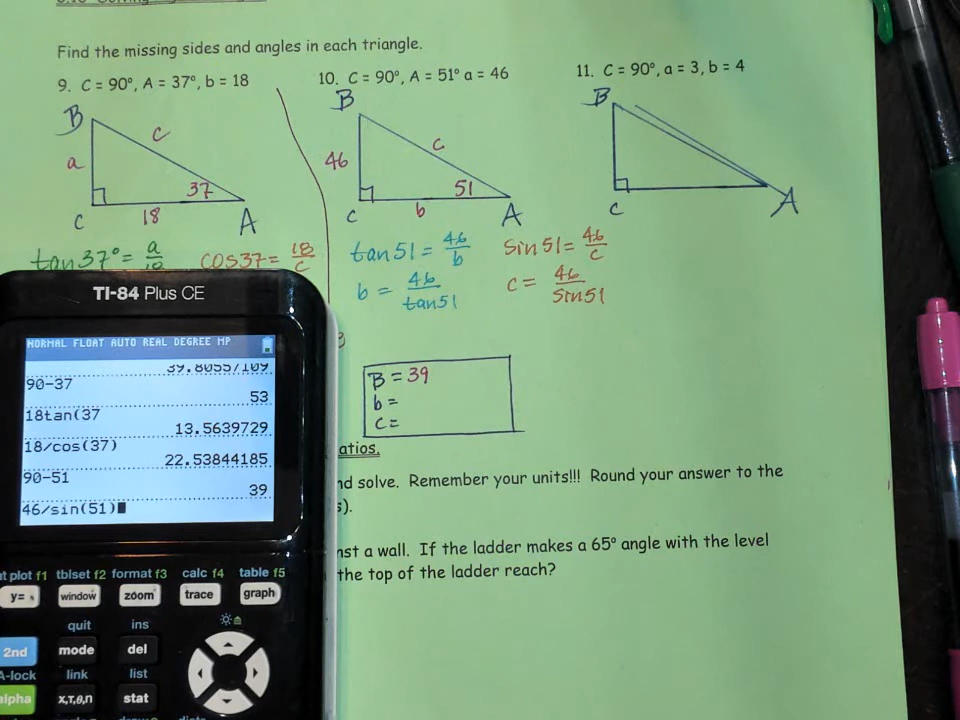 Find the missing sides and angles in each triangle.
9. C = 90°, A = 37°, b = 18
10. C = 90°, A = 51° a = 46
11. C = 90°, a = 3, b = 4
B
c
a
37
C
18
A
B
c
46
51
C
b
A
B
C
A
tan37° = a
cos37 = 18/c
tan51 = 46/b
sin51 = 46/c
b = 46/tan51
c = 46/sin51
B = 39
b =
c =
atios.
nd solve. Remember your units!!! Round your answer to the
s).
nst a wall. If the ladder makes a 65° angle with the level
the top of the ladder reach?
TI-84 Plus CE
NORMAL FLOAT AUTO REAL DEGREE MP
90-37
53
18tan(37
13.5639729
18/cos(37)
22.53844185
90-51
39
46/sin(51)
t plot f1 tblset f2 format f3 calc f4 table f5
y= window zoom trace graph
quit ins
2nd mode del
A-lock link list
alpha X,T,θ,n stat